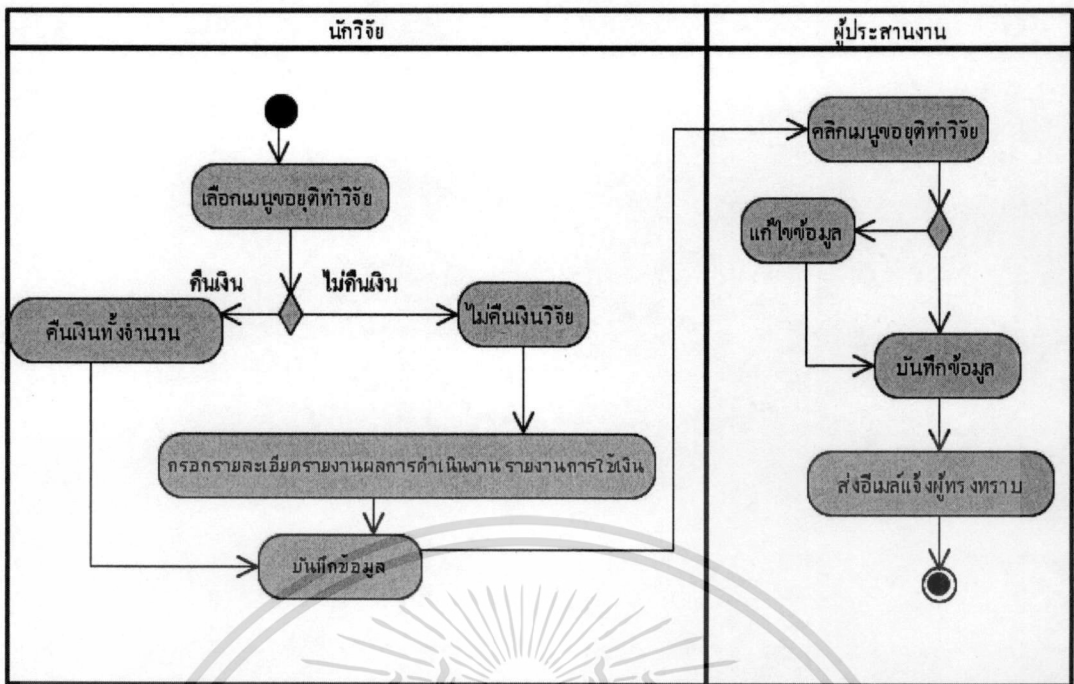 นักวิจัย
ผู้ประสานงาน
เลือกเมนูขอยุติทำวิจัย
คืนเงิน
ไม่คืนเงิน
คืนเงินทั้งจำนวน
ไม่คืนเงินวิจัย
กรอกรายละเอียดรายงานผลการดำเนินงาน รายงานการใช้เงิน
บันทึกข้อมูล
คลิกเมนูขอยุติทำวิจัย
แก้ไขข้อมูล
บันทึกข้อมูล
ส่งอีเมล์แจ้งผู้ทรงทราบ